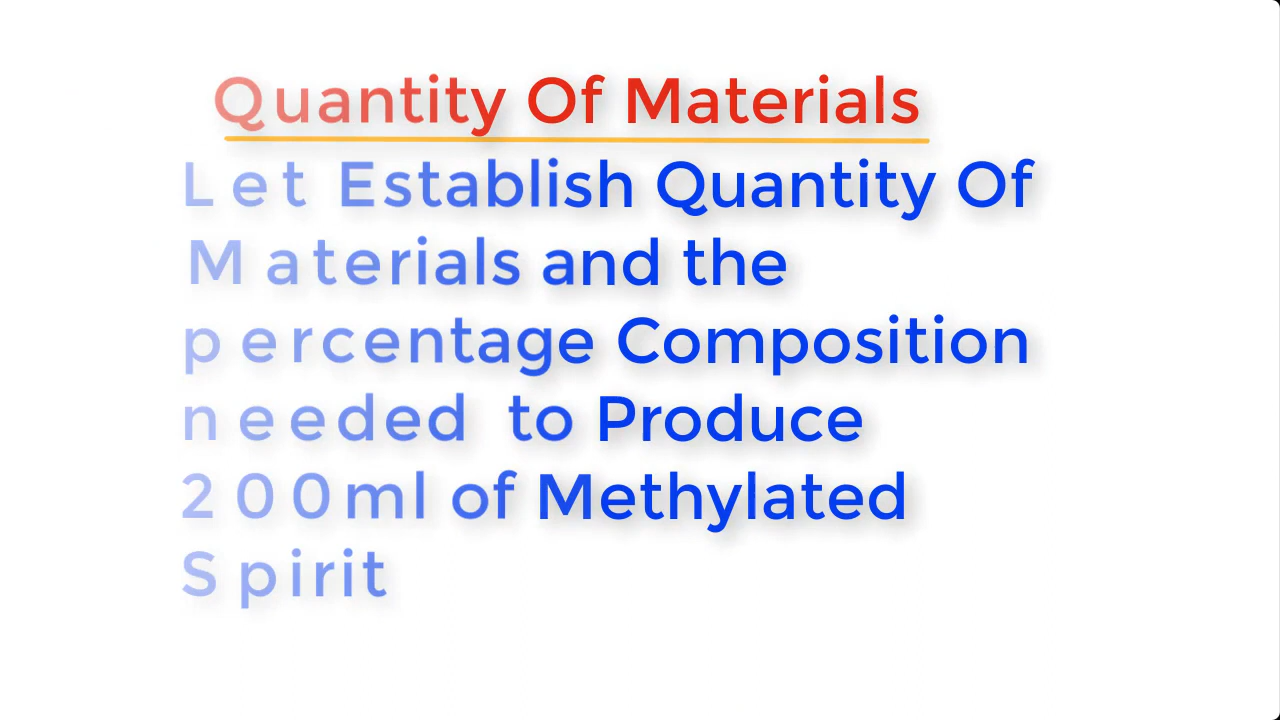 Quantity Of Materials
Let Establish Quantity Of
Materials and the
percentage Composition
needed to Produce
200ml of Methylated
Spirit